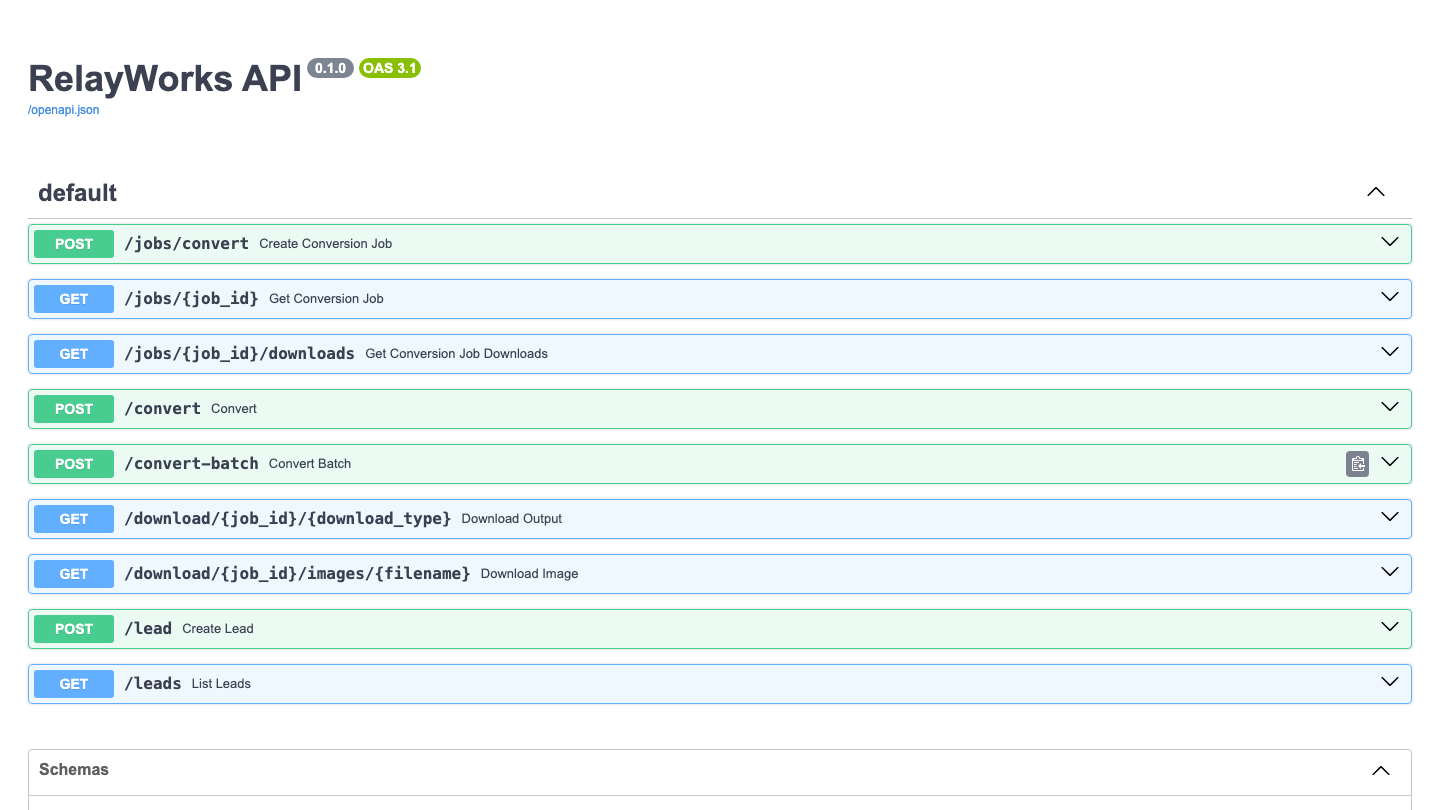 RelayWorks API 0.1.0 OAS 3.1
/openapi.json
default
POST /jobs/convert Create Conversion Job
GET /jobs/{job_id} Get Conversion Job
GET /jobs/{job_id}/downloads Get Conversion Job Downloads
POST /convert Convert
POST /convert-batch Convert Batch
GET /download/{job_id}/{download_type} Download Output
GET /download/{job_id}/images/{filename} Download Image
POST /lead Create Lead
GET /leads List Leads
Schemas